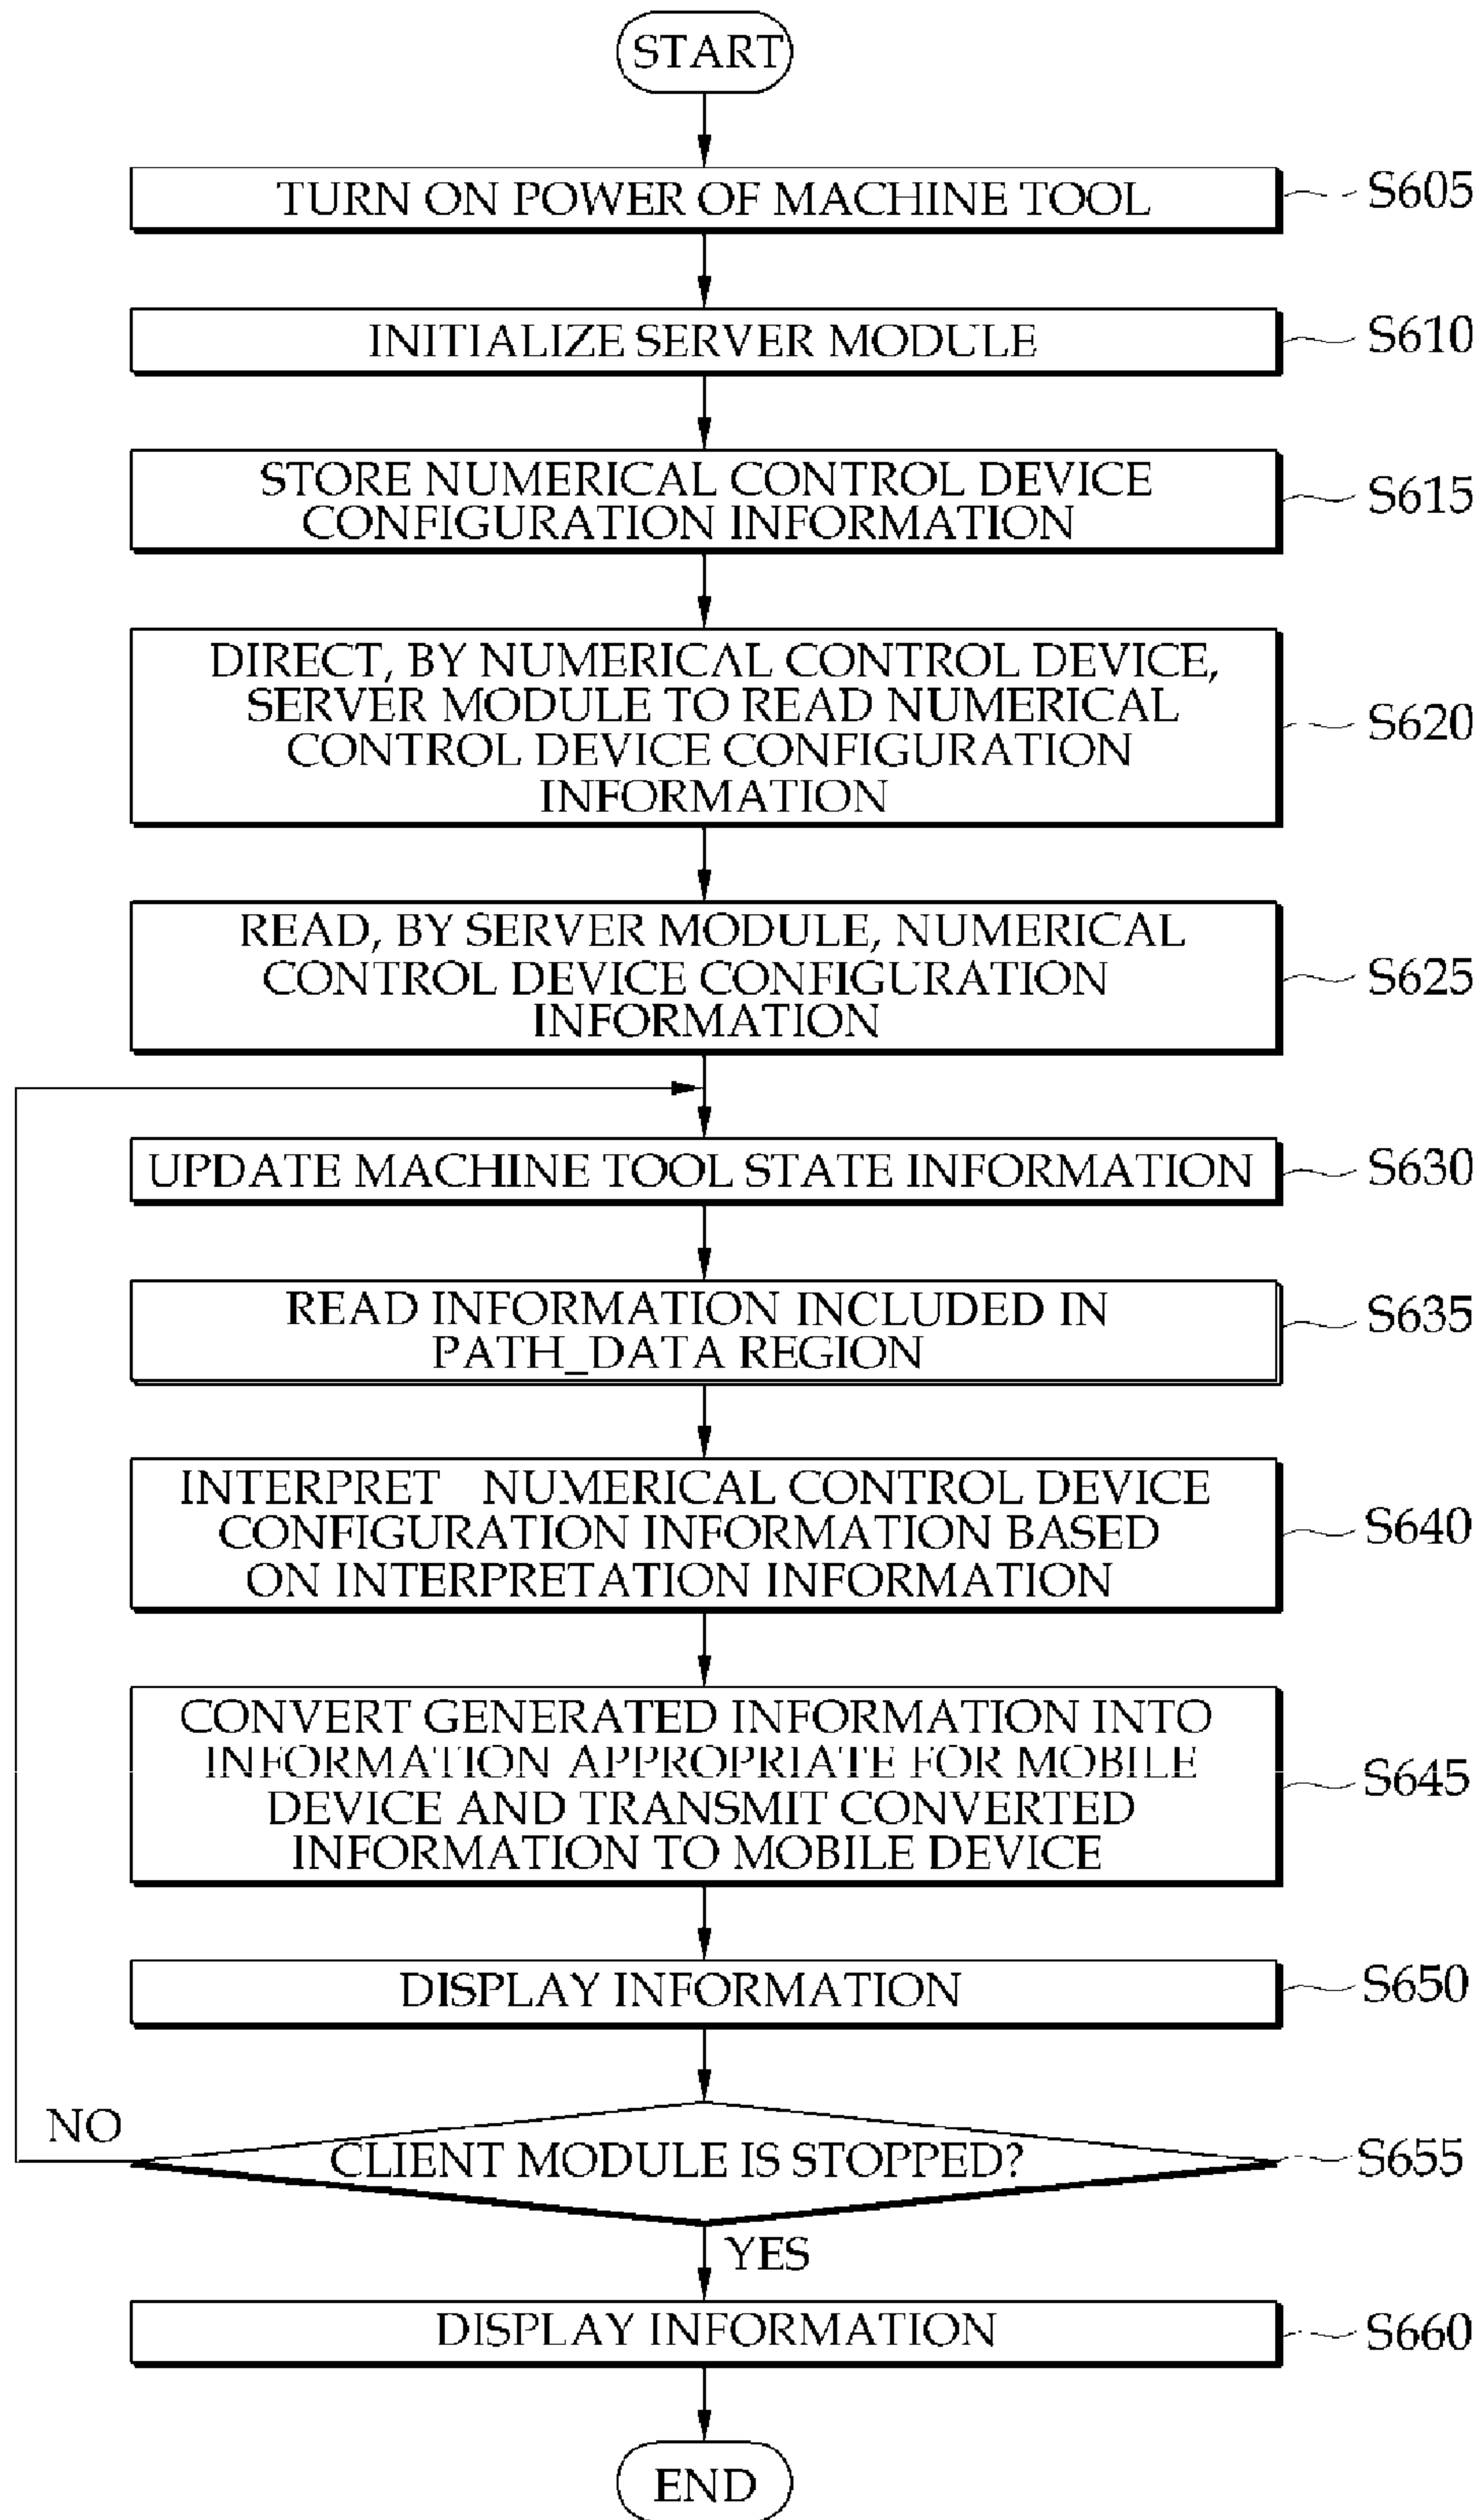 START
TURN ON POWER OF MACHINE TOOL
S605
INITIALIZE SERVER MODULE
S610
STORE NUMERICAL CONTROL DEVICE
CONFIGURATION INFORMATION
S615
DIRECT, BY NUMERICAL CONTROL DEVICE,
SERVER MODULE TO READ NUMERICAL
CONTROL DEVICE CONFIGURATION
INFORMATION
S620
READ, BY SERVER MODULE, NUMERICAL
CONTROL DEVICE CONFIGURATION
INFORMATION
S625
UPDATE MACHINE TOOL STATE INFORMATION
S630
READ INFORMATION INCLUDED IN
PATH_DATA REGION
S635
INTERPRET NUMERICAL CONTROL DEVICE
CONFIGURATION INFORMATION BASED
ON INTERPRETATION INFORMATION
S640
CONVERT GENERATED INFORMATION INTO
INFORMATION APPROPRIATE FOR MOBILE
DEVICE AND TRANSMIT CONVERTED
INFORMATION TO MOBILE DEVICE
S645
DISPLAY INFORMATION
S650
NO
CLIENT MODULE IS STOPPED?
S655
YES
DISPLAY INFORMATION
S660
END